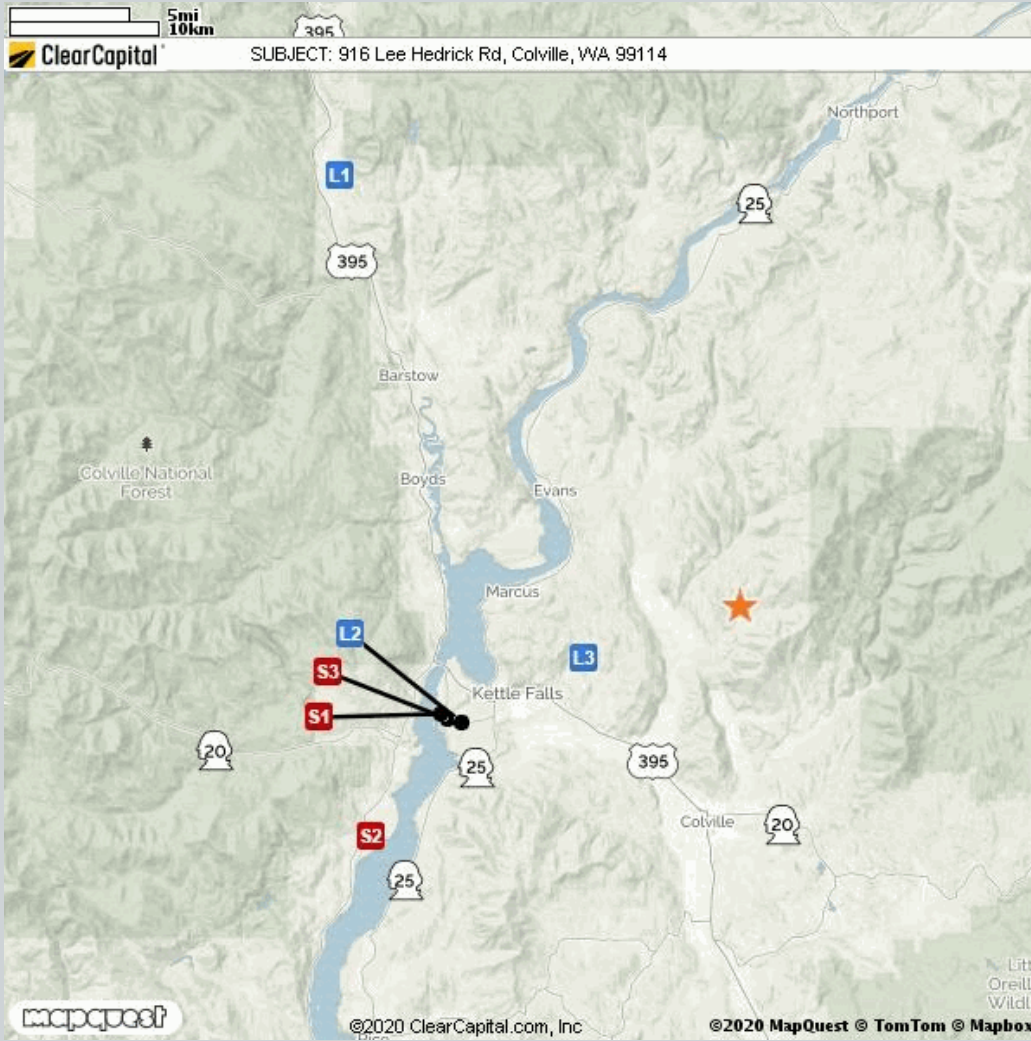 5mi
10km
395
ClearCapital
SUBJECT: 916 Lee Hedrick Rd, Colville, WA 99114
Northport
L1
25
395
Barstow
Colville National
Forest
Boyds
Evans
Marcus
L2
L3
S3
Kettle Falls
S1
20
25
395
Colville
20
S2
25
mapquest
©2020 ClearCapital.com, Inc
©2020 MapQuest © TomTom © Mapbox